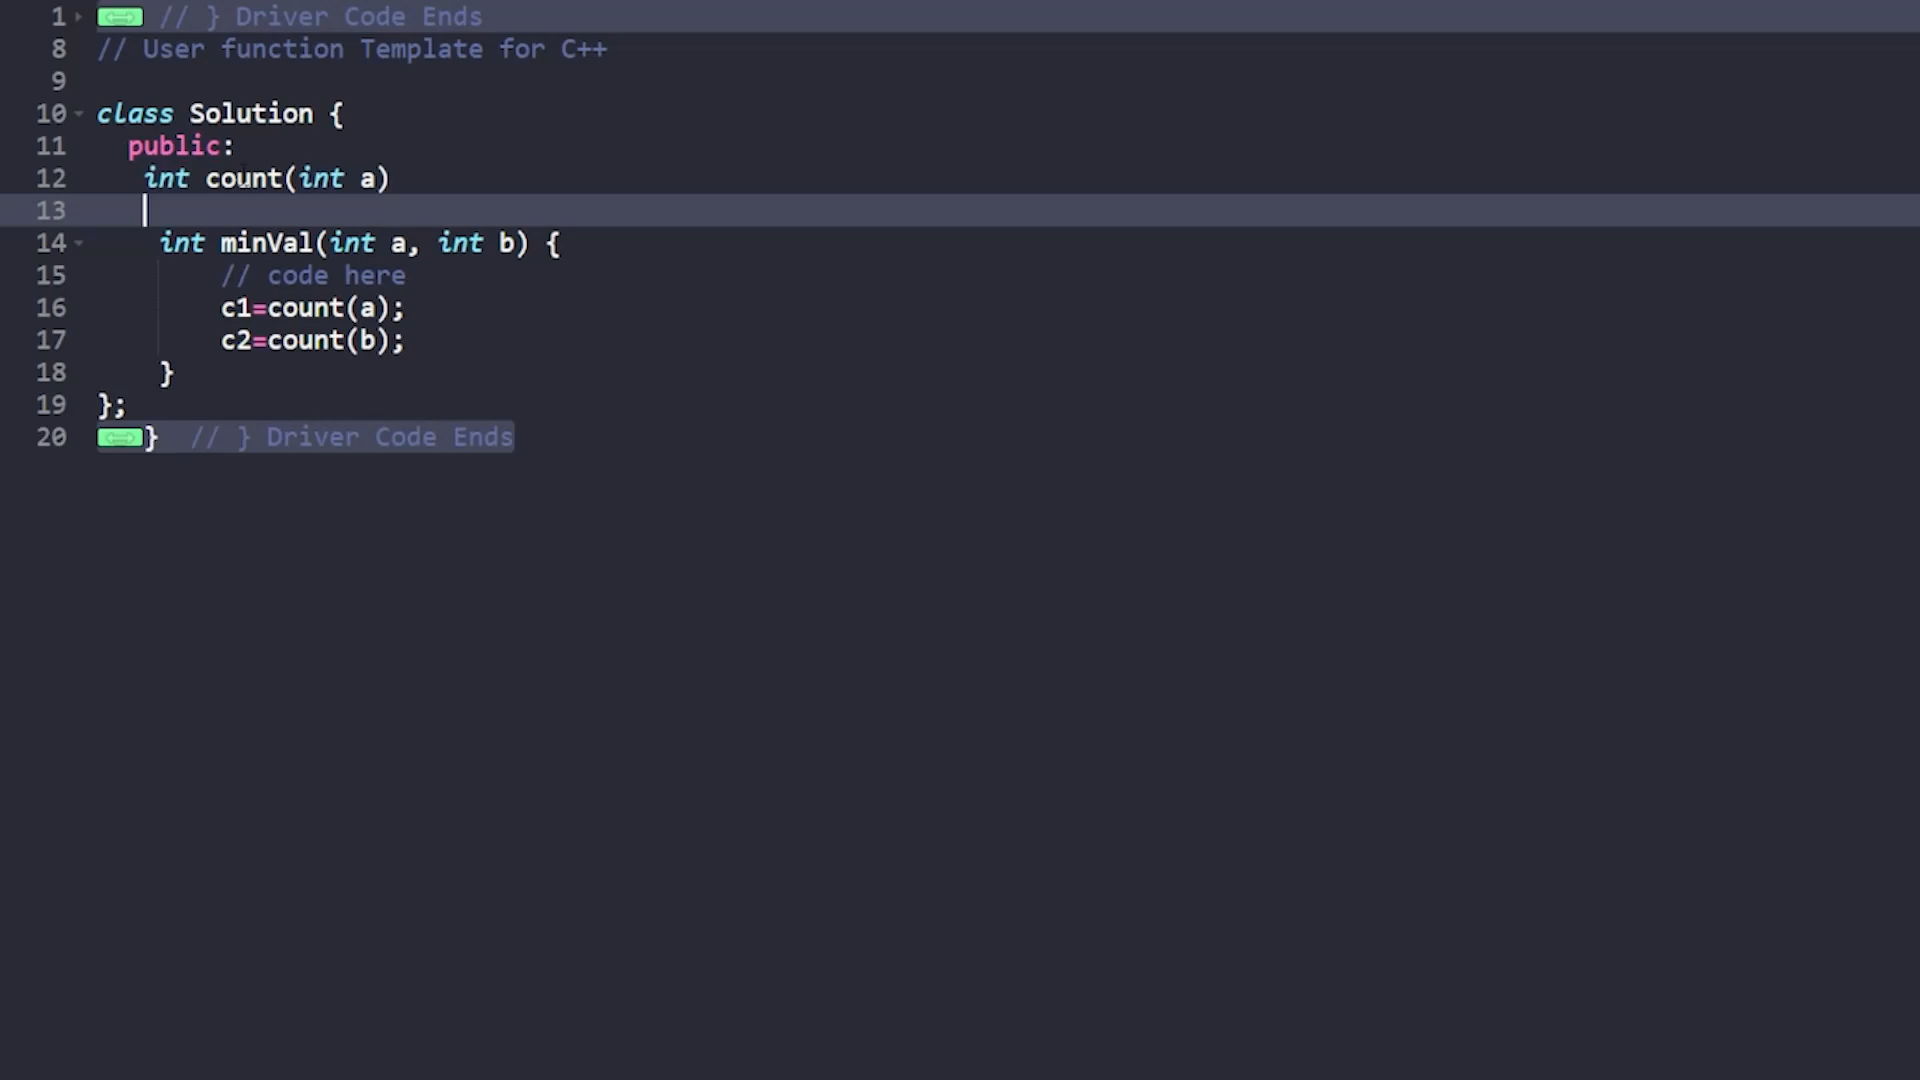 1 // } Driver Code Ends
8 // User function Template for C++
9
10 class Solution {
11 public:
12 int count(int a)
13
14 int minVal(int a, int b) {
15 // code here
16 c1=count(a);
17 c2=count(b);
18 }
19 };
20 } // } Driver Code Ends